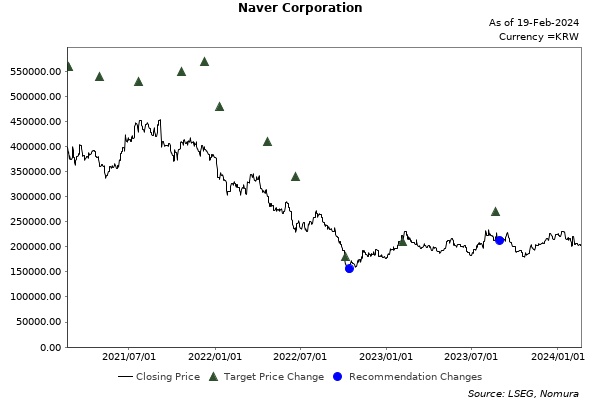 Naver Corporation
As of 19-Feb-2024
Currency =KRW
550000.00
500000.00
450000.00
400000.00
350000.00
300000.00
250000.00
200000.00
150000.00
100000.00
50000.00
0.00
2021/07/01 2022/01/01 2022/07/01 2023/01/01 2023/07/01 2024/01/01
Closing Price Target Price Change Recommendation Changes
Source: LSEG, Nomura